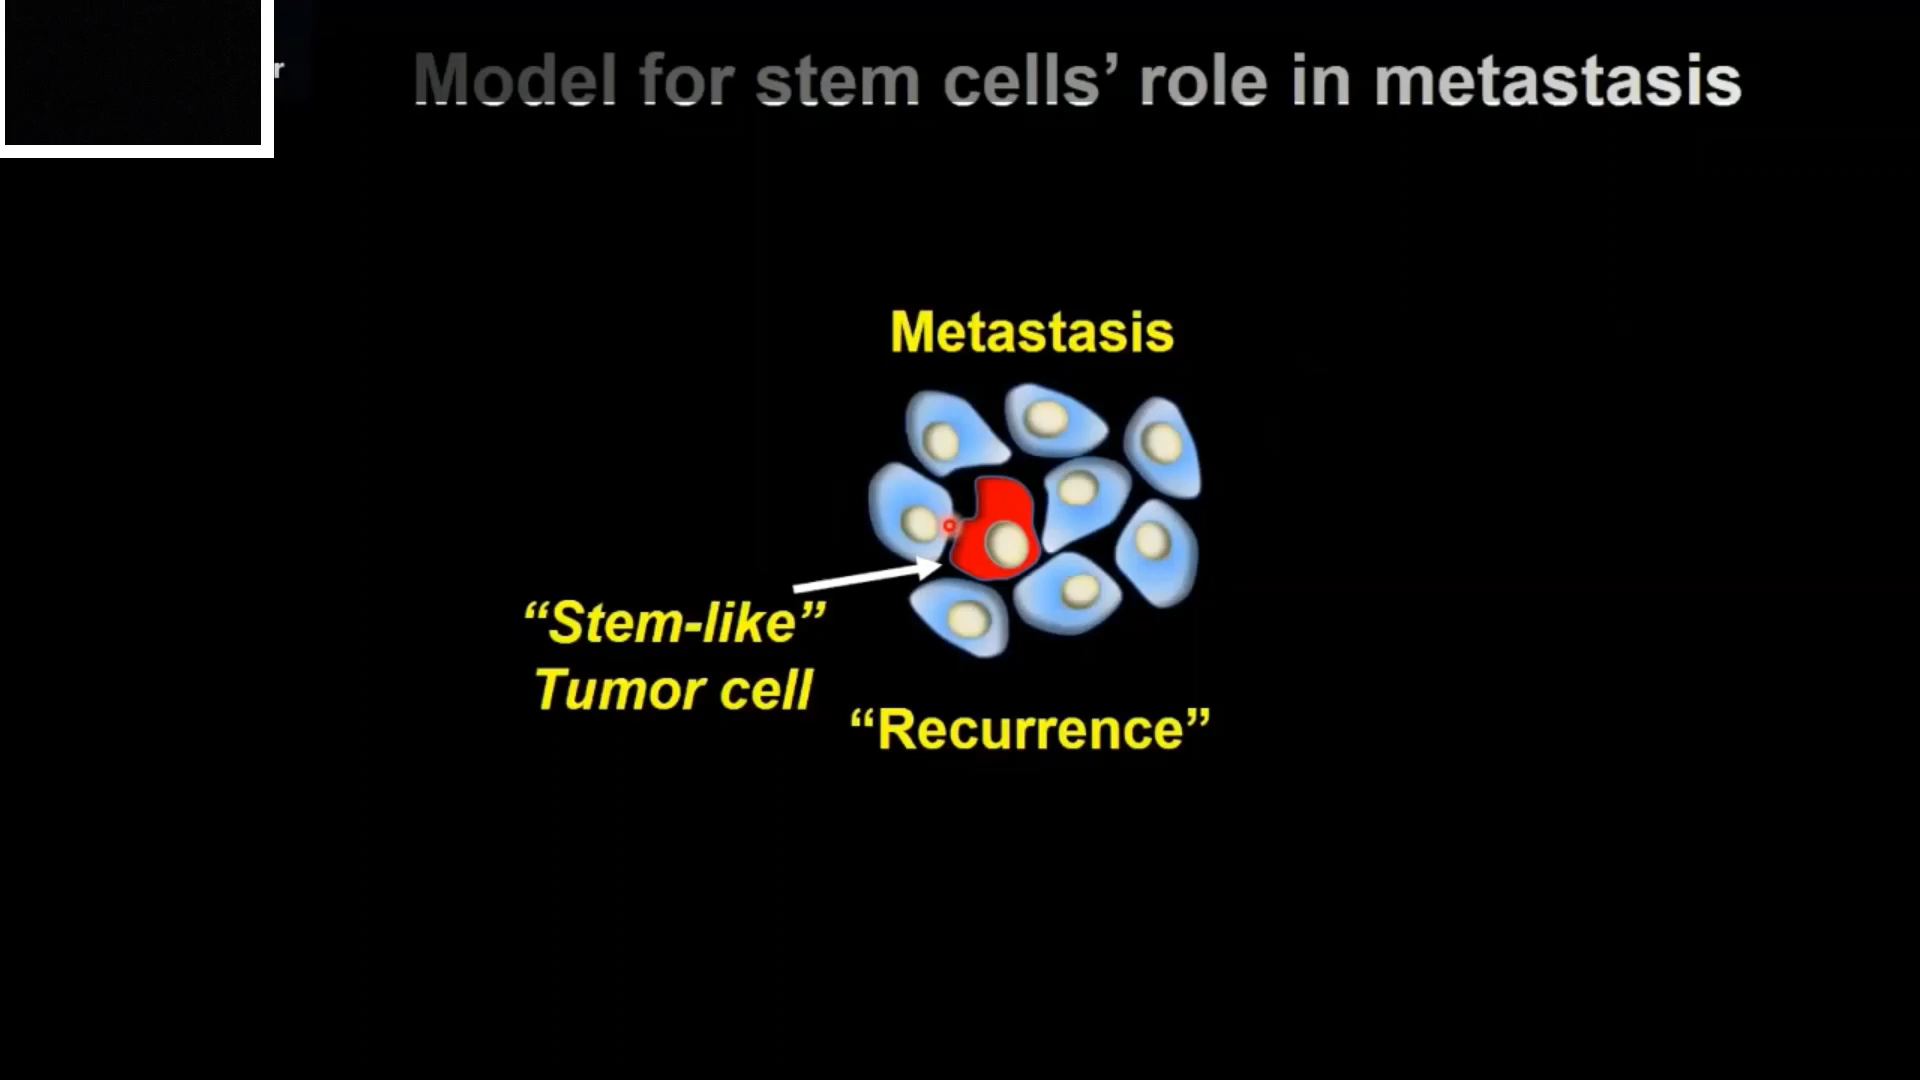 Model for stem cells’ role in metastasis
Metastasis
“Stem-like”
Tumor cell
“Recurrence”